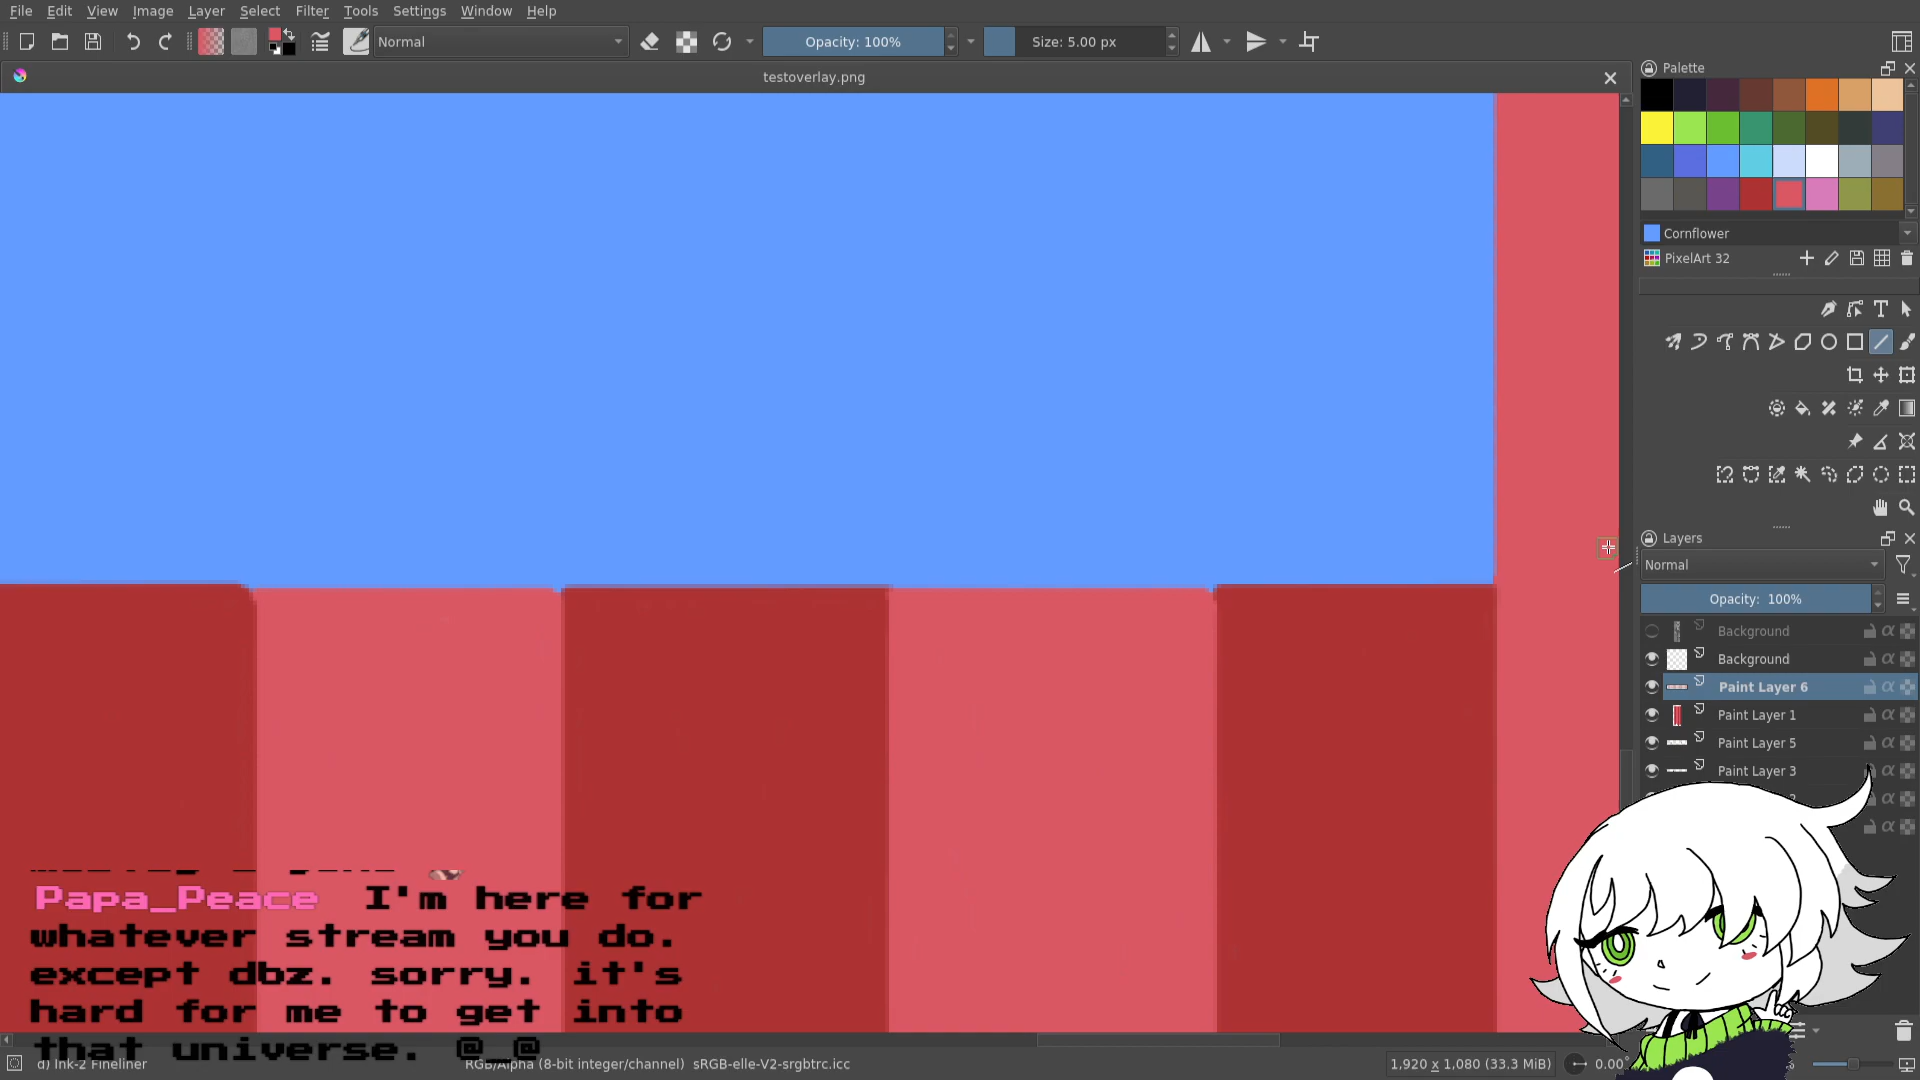 File Edit View Image Layer Select Filter Tools Settings Window Help
Normal Opacity: 100% Size: 5.00 px
testoverlay.png
Palette
Cornflower
PixelArt 32
Layers
Normal
Opacity: 100%
Background
Background
Paint Layer 6
Paint Layer 1
Paint Layer 5
Paint Layer 3
Papa_Peace I'm here for
whatever stream you do.
except dbz. sorry. it's
hard for me to get into
that universe. @_@
d) Ink-2 Fineliner RGB/Alpha (8-bit integer/channel) sRGB-elle-V2-srgbtrc.icc 1,920 x 1,080 (33.3 MiB) 0.00°